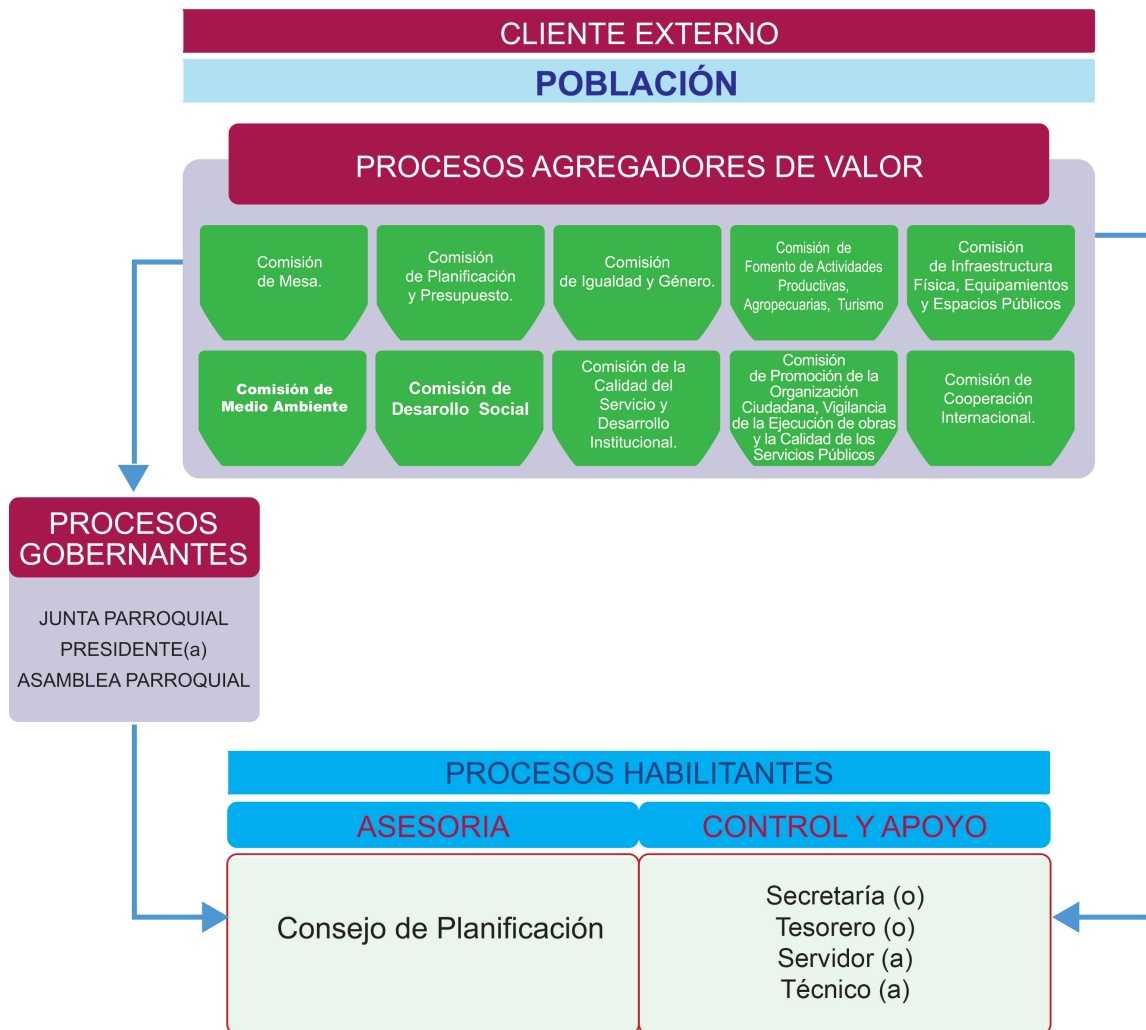 CLIENTE EXTERNO
POBLACIÓN
PROCESOS AGREGADORES DE VALOR
Comisión
de Mesa.
Comisión
de Planificación
y Presupuesto.
Comisión
de Igualdad y Género.
Comisión de
Fomento de Actividades
Productivas,
Agropecuarias, Turismo
Comisión
de Infraestructura
Física, Equipamientos
y Espacios Públicos
Comisión de
Medio Ambiente
Comisión de
Desarollo Social
Comisión de la
Calidad del
Servicio y
Desarrollo
Institucional.
Comisión
de Promoción de la
Organización
Ciudadana, Vigilancia
de la Ejecución de obras
y la Calidad de los
Servicios Públicos
Comisión de
Cooperación
Internacional.
PROCESOS
GOBERNANTES
JUNTA PARROQUIAL
PRESIDENTE(a)
ASAMBLEA PARROQUIAL
PROCESOS HABILITANTES
ASESORIA
CONTROL Y APOYO
Consejo de Planificación
Secretaría (o)
Tesorero (o)
Servidor (a)
Técnico (a)